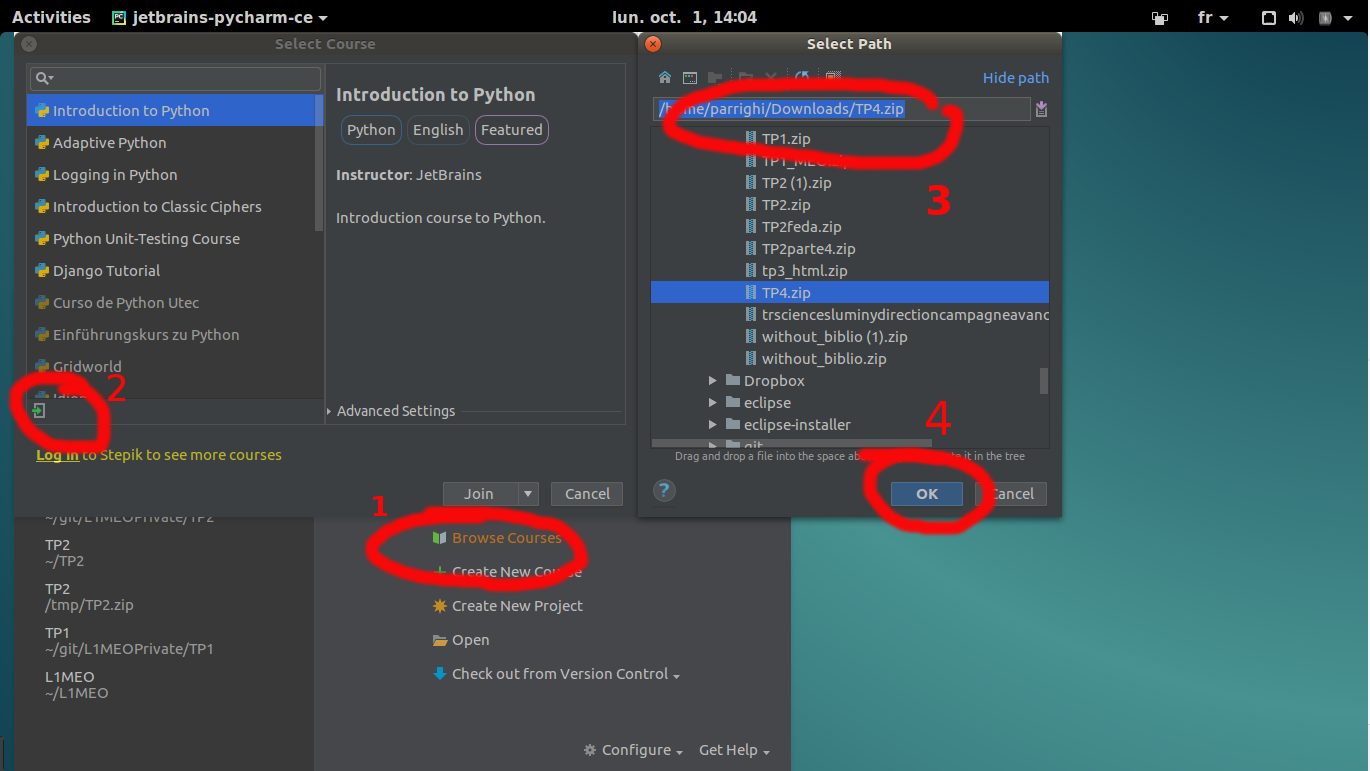 Activities jetbrains-pycharm-ce lun. oct. 1, 14:04 fr
Select Course
Introduction to Python
Adaptive Python
Logging in Python
Introduction to Classic Ciphers
Python Unit-Testing Course
Django Tutorial
Curso de Python Utec
Einführungskurs zu Python
Gridworld
2
Introduction to Python
Python English Featured
Instructor: JetBrains
Introduction course to Python.
Advanced Settings
Log in to Stepik to see more courses
Join Cancel
Select Path
Hide path
/home/parrighi/Downloads/TP4.zip
TP1.zip
TP2 (1).zip
3
TP2.zip
TP2feda.zip
TP2parte4.zip
tp3_html.zip
TP4.zip
trsciencesluminydirectioncampagneavanc
without_biblio (1).zip
without_biblio.zip
Dropbox
eclipse
4
eclipse-installer
git
Drag and drop a file into the space it in the tree
? OK Cancel
1
~/git/L1MEOPrivate/TP2
TP2
~/TP2
TP2
/tmp/TP2.zip
TP1
~/git/L1MEOPrivate/TP1
L1MEO
~/L1MEO
Browse Courses
Create New Course
Create New Project
Open
Check out from Version Control
Configure Get Help